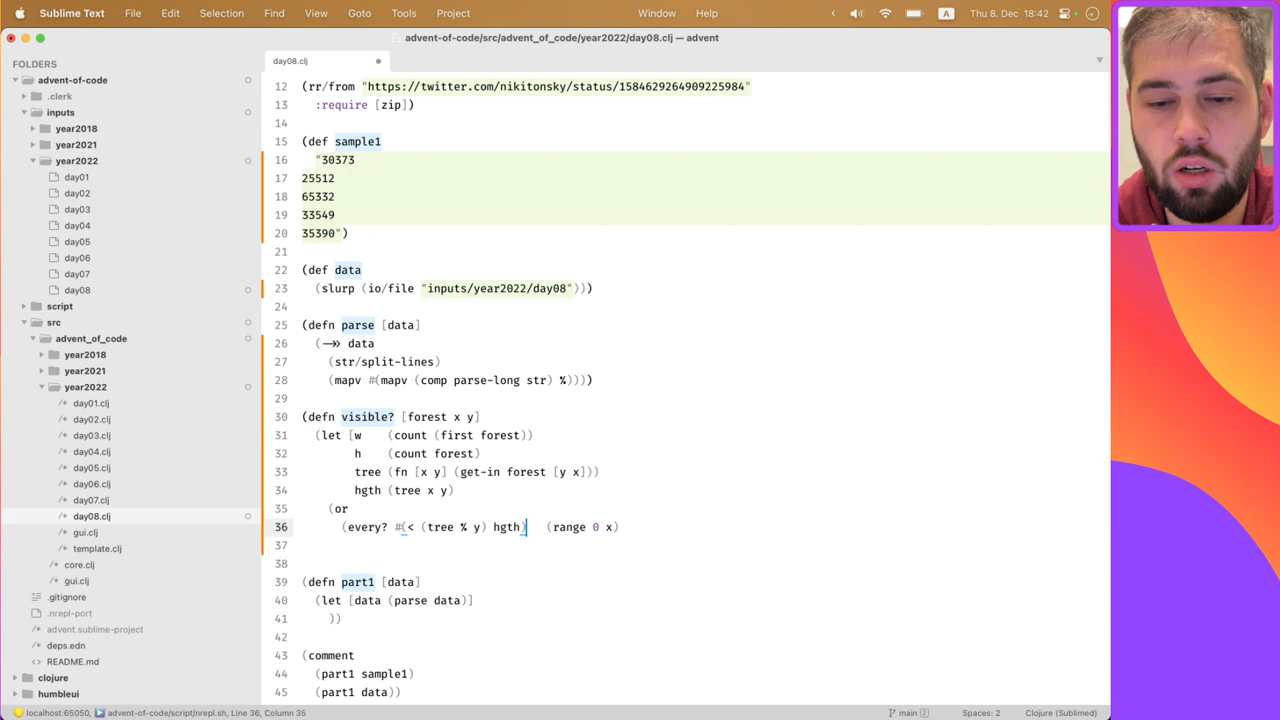 Sublime Text File Edit Selection Find View Goto Tools Project Window Help A Thu 8. Dec 18:42
advent-of-code/src/advent_of_code/year2022/day08.clj — advent
FOLDERS
advent-of-code
.clerk
inputs
year2018
year2021
year2022
day01
day02
day03
day04
day05
day06
day07
day08
script
src
advent_of_code
year2018
year2021
year2022
day01.clj
day02.clj
day03.clj
day04.clj
day05.clj
day06.clj
day07.clj
day08.clj
gui.clj
template.clj
core.clj
gui.clj
.gitignore
.nrepl-port
advent.sublime-project
deps.edn
README.md
clojure
humbleui
day08.clj
12 (rr/from "https://twitter.com/nikitonsky/status/1584629264909225984"
13 :require [zip])
14
15 (def sample1
16 "30373
17 25512
18 65332
19 33549
20 35390")
21
22 (def data
23 (slurp (io/file "inputs/year2022/day08")))
24
25 (defn parse [data]
26 (->> data
27 (str/split-lines)
28 (mapv #(mapv (comp parse-long str) %))))
29
30 (defn visible? [forest x y]
31 (let [w (count (first forest))
32 h (count forest)
33 tree (fn [x y] (get-in forest [y x]))
34 hgth (tree x y)
35 (or
36 (every? #(< (tree % y) hgth) (range 0 x)
37
38
39 (defn part1 [data]
40 (let [data (parse data)]
41 ))
42
43 (comment
44 (part1 sample1)
45 (part1 data))
localhost:65050, advent-of-code/script/nrepl.sh, Line 36, Column 35 main 2 Spaces: 2 Clojure (Sublimed)